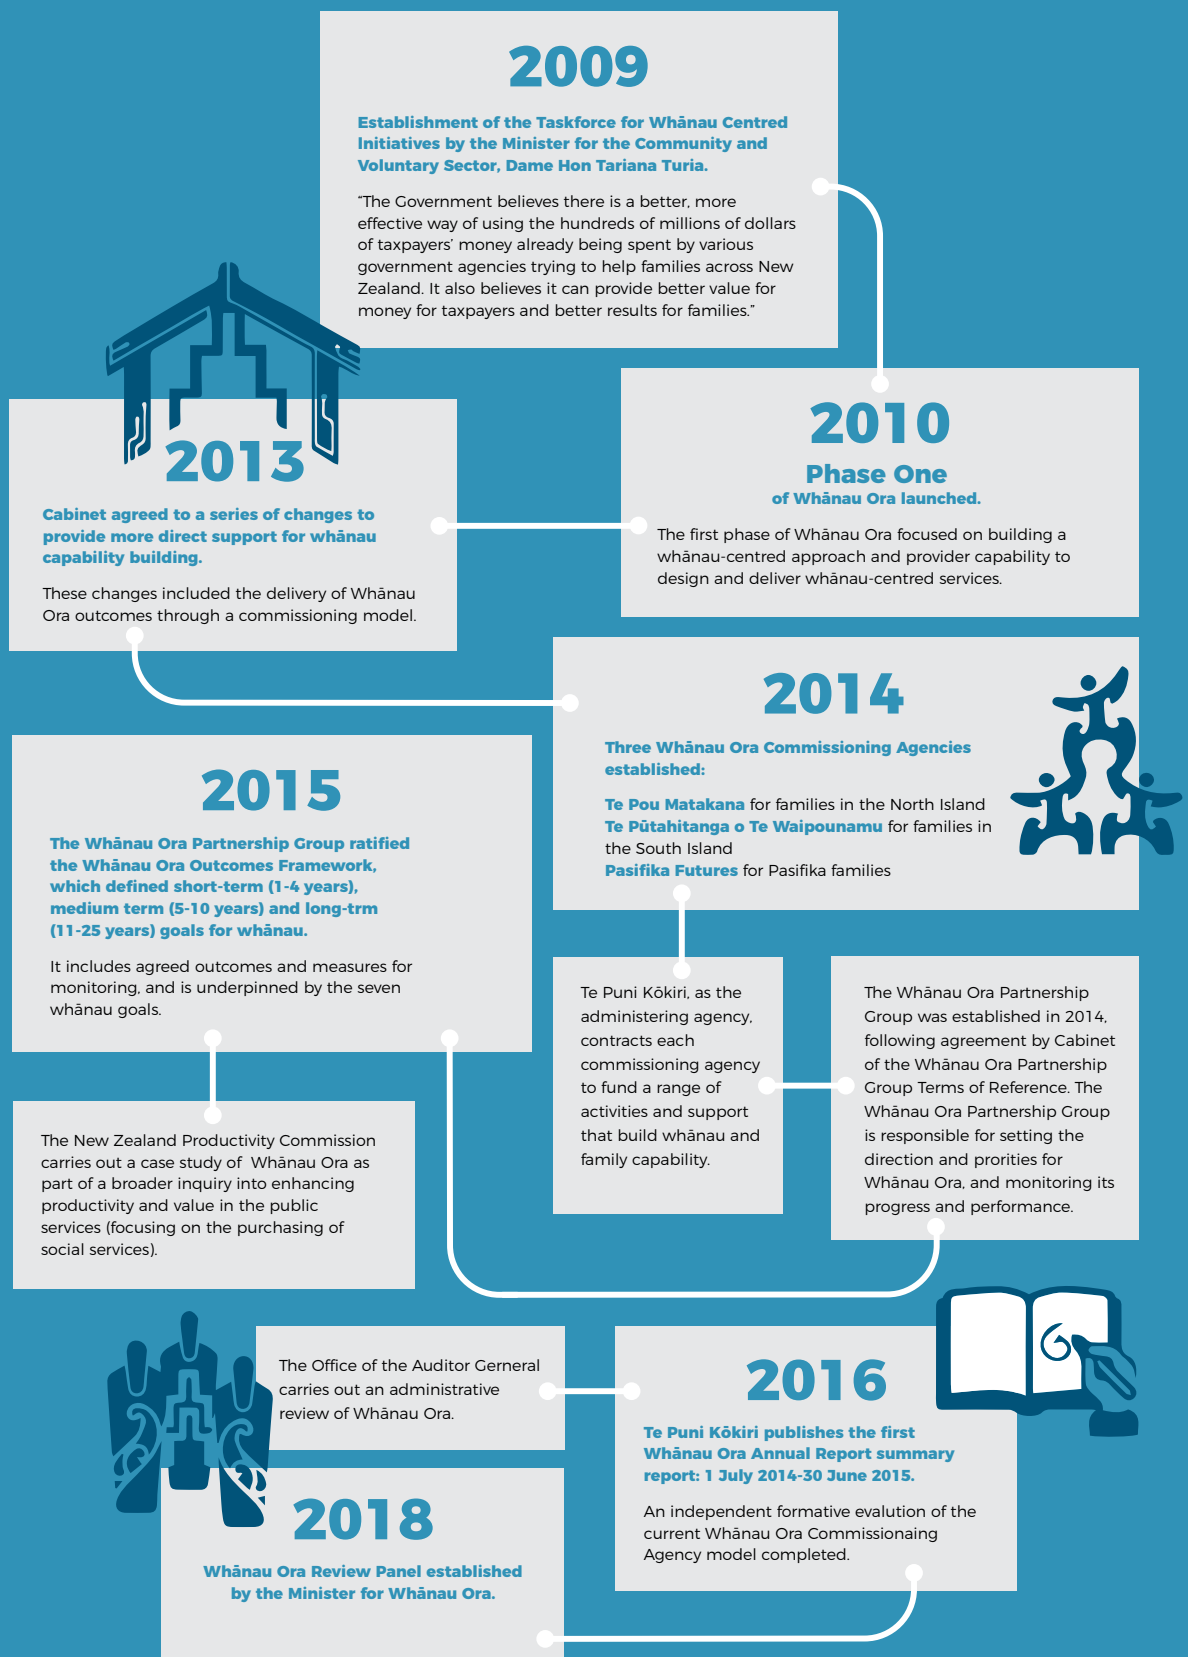 2009
Establishment of the Taskforce for Whānau Centred
Initiatives by the Minister for the Community and
Voluntary Sector, Dame Hon Tariana Turia.
“The Government believes there is a better, more
effective way of using the hundreds of millions of dollars
of taxpayers’ money already being spent by various
government agencies trying to help families across New
Zealand. It also believes it can provide better value for
money for taxpayers and better results for families.”
2010
Phase One
of Whānau Ora launched.
The first phase of Whānau Ora focused on building a
whānau-centred approach and provider capability to
design and deliver whānau-centred services.
2013
Cabinet agreed to a series of changes to
provide more direct support for whānau
capability building.
These changes included the delivery of Whānau
Ora outcomes through a commissioning model.
2014
Three Whānau Ora Commissioning Agencies
established:
Te Pou Matakana for families in the North Island
Te Pūtahitanga o Te Waipounamu for families in
the South Island
Pasifika Futures for Pasifika families
Te Puni Kōkiri, as the
administering agency,
contracts each
commissioning agency
to fund a range of
activities and support
that build whānau and
family capability.
The Whānau Ora Partnership
Group was established in 2014,
following agreement by Cabinet
of the Whānau Ora Partnership
Group Terms of Reference. The
Whānau Ora Partnership Group
is responsible for setting the
direction and prorities for
Whānau Ora, and monitoring its
progress and performance.
2015
The Whānau Ora Partnership Group ratified
the Whānau Ora Outcomes Framework,
which defined short-term (1-4 years),
medium term (5-10 years) and long-trm
(11-25 years) goals for whānau.
It includes agreed outcomes and measures for
monitoring, and is underpinned by the seven
whānau goals.
The New Zealand Productivity Commission
carries out a case study of Whānau Ora as
part of a broader inquiry into enhancing
productivity and value in the public
services (focusing on the purchasing of
social services).
The Office of the Auditor Gerneral
carries out an administrative
review of Whānau Ora.
2016
Te Puni Kōkiri publishes the first
Whānau Ora Annual Report summary
report: 1 July 2014-30 June 2015.
An independent formative evalution of the
current Whānau Ora Commissionaing
Agency model completed.
2018
Whānau Ora Review Panel established
by the Minister for Whānau Ora.